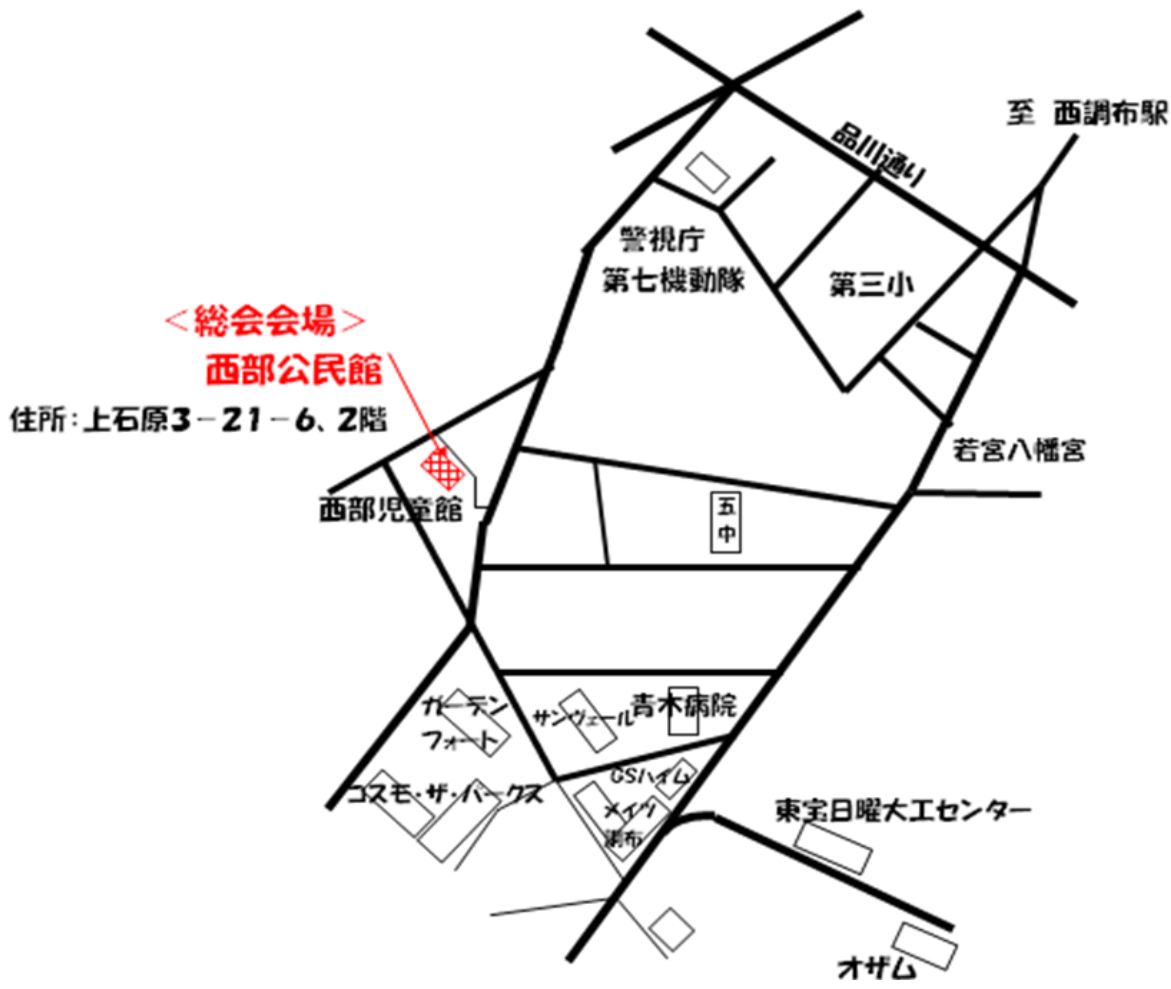 至 西調布駅
品川通り
警視庁
第七機動隊
第三小
＜総会会場＞
西部公民館
住所：上石原3－21－6、2階
若宮八幡宮
西部児童館
五
中
ガーデン
フォート
サンヴェール
青木病院
GSハイム
コスモ・ザ・パークス
メイツ
調布
東宝日曜大工センター
オザム